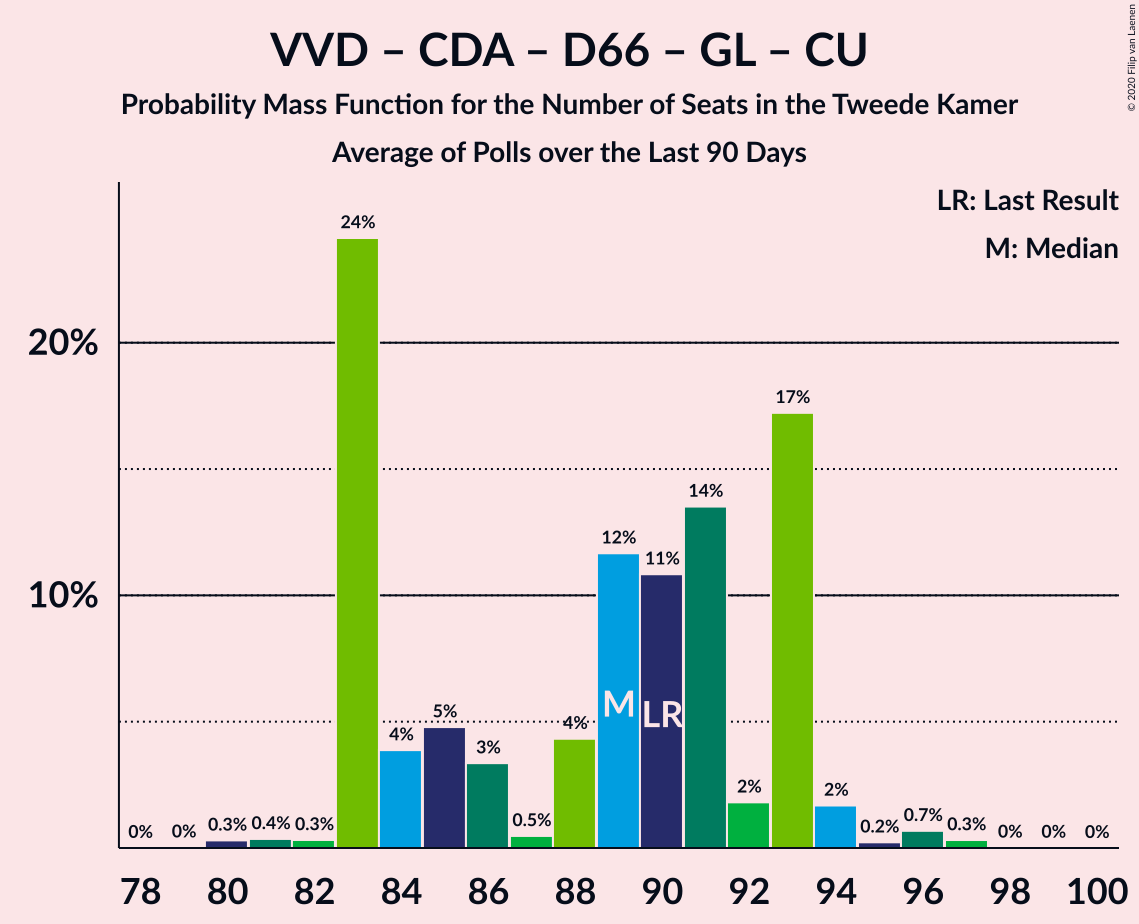 VVD – CDA – D66 – GL – CU
Probability Mass Function for the Number of Seats in the Tweede Kamer
Average of Polls over the Last 90 Days
© 2020 Filip van Laenen
LR: Last Result
M: Median
20%
10%
0%
0%
0.3%
0.4%
0.3%
24%
4%
5%
3%
0.5%
4%
12%
11%
14%
2%
17%
2%
0.2%
0.7%
0.3%
0%
0%
0%
M
LR
78 80 82 84 86 88 90 92 94 96 98 100